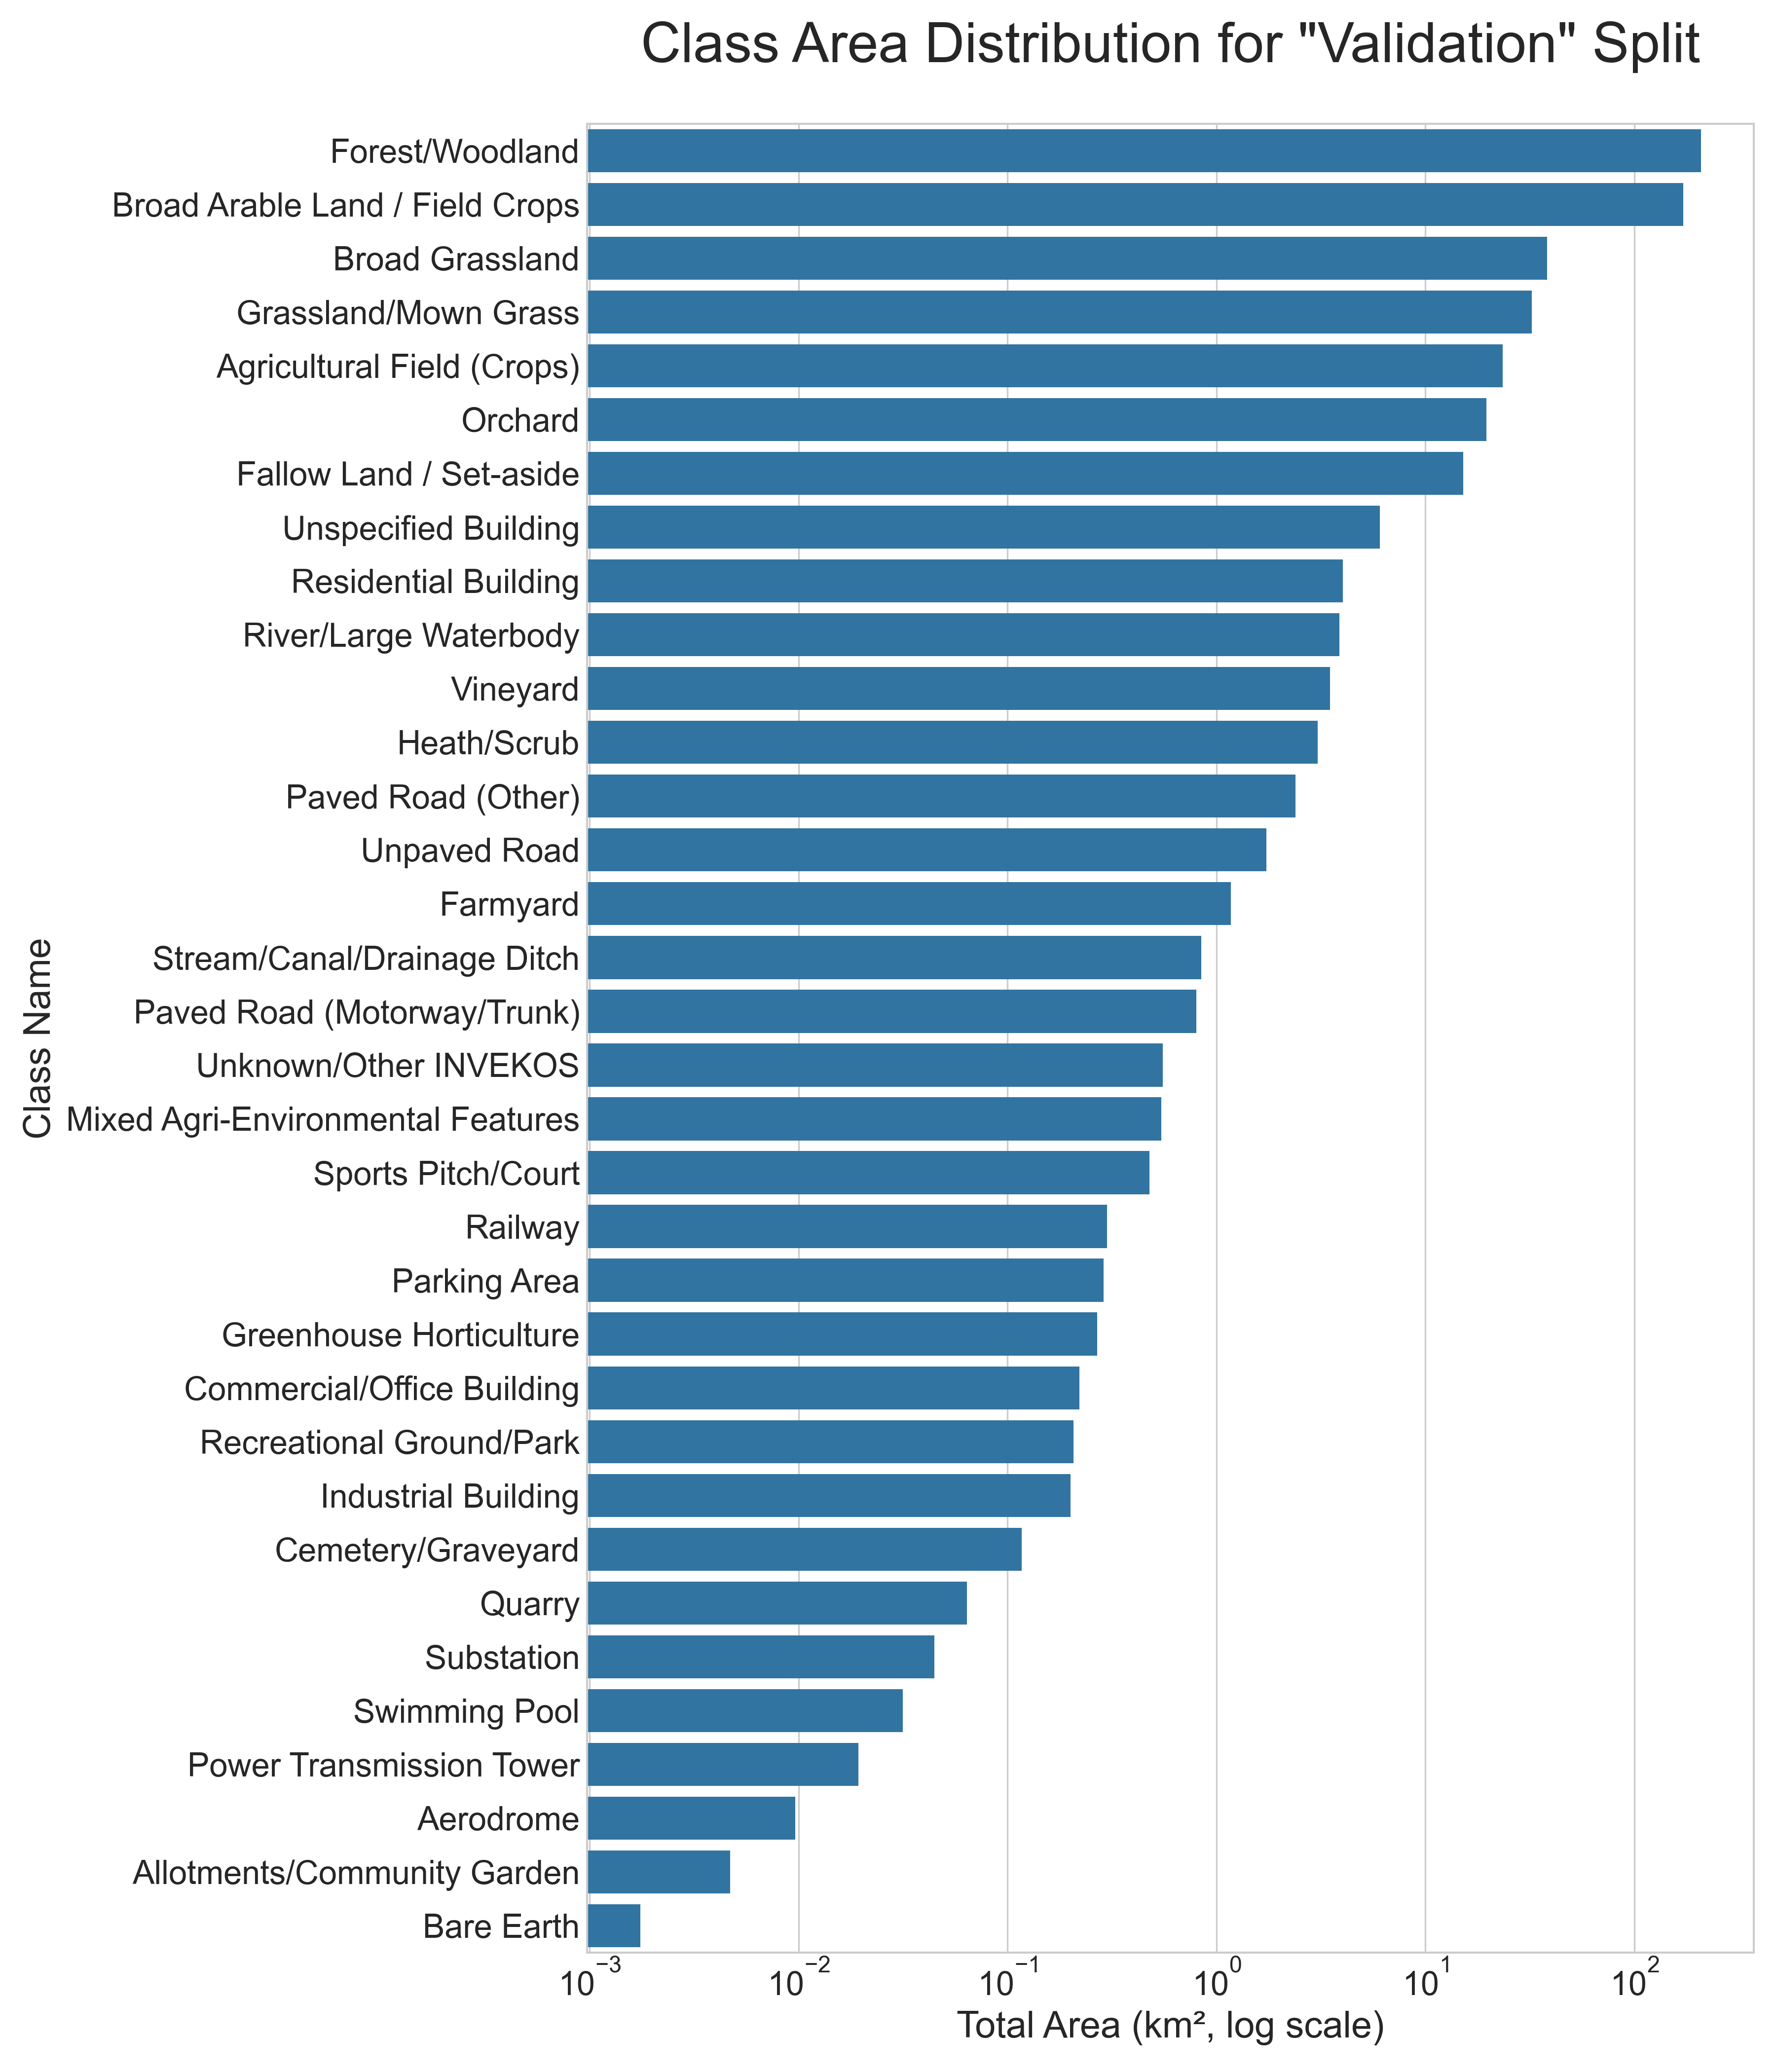 Class Area Distribution for "Validation" Split
Forest/Woodland
Broad Arable Land / Field Crops
Broad Grassland
Grassland/Mown Grass
Agricultural Field (Crops)
Orchard
Fallow Land / Set-aside
Unspecified Building
Residential Building
River/Large Waterbody
Vineyard
Heath/Scrub
Paved Road (Other)
Unpaved Road
Farmyard
Stream/Canal/Drainage Ditch
Paved Road (Motorway/Trunk)
Unknown/Other INVEKOS
Mixed Agri-Environmental Features
Sports Pitch/Court
Railway
Parking Area
Greenhouse Horticulture
Commercial/Office Building
Recreational Ground/Park
Industrial Building
Cemetery/Graveyard
Quarry
Substation
Swimming Pool
Power Transmission Tower
Aerodrome
Allotments/Community Garden
Bare Earth
Class Name
10⁻³ 10⁻² 10⁻¹ 10⁰ 10¹ 10²
Total Area (km², log scale)